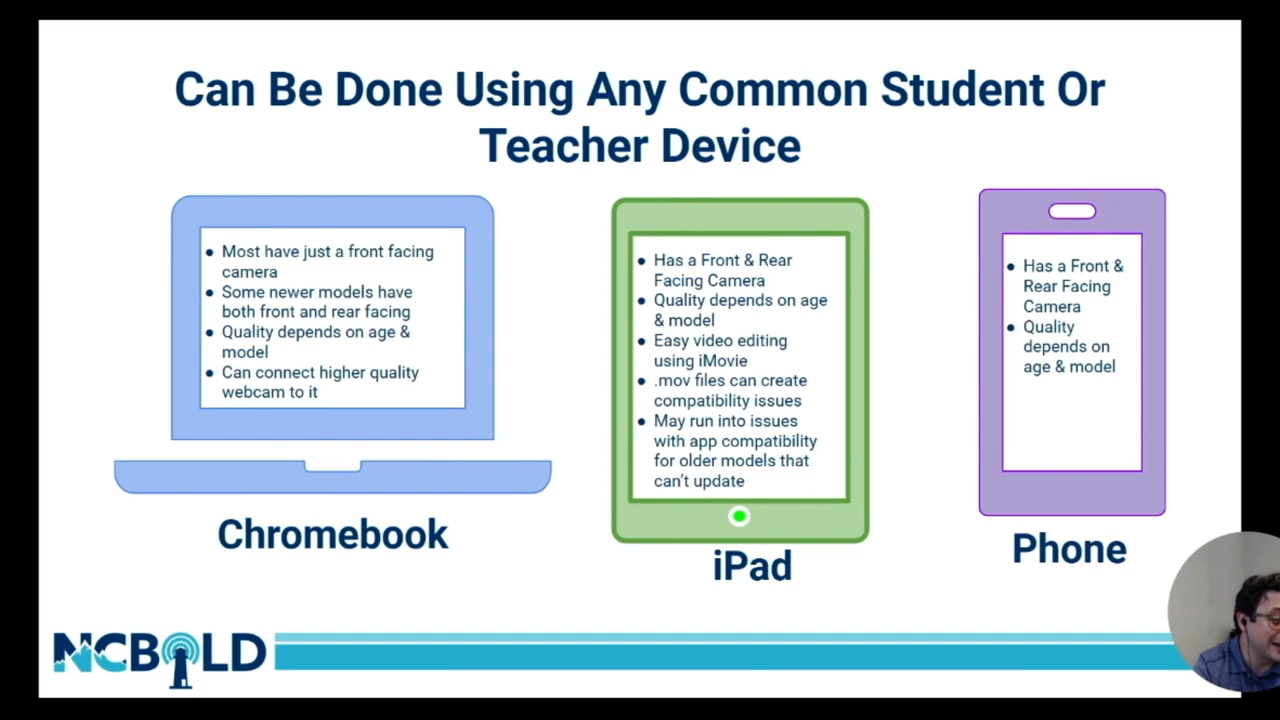 Can Be Done Using Any Common Student Or
Teacher Device
● Most have just a front facing
camera
● Some newer models have
both front and rear facing
● Quality depends on age &
model
● Can connect higher quality
webcam to it
Chromebook
● Has a Front & Rear
Facing Camera
● Quality depends on age
& model
● Easy video editing
using iMovie
● .mov files can create
compatibility issues
● May run into issues
with app compatibility
for older models that
can't update
iPad
● Has a Front &
Rear Facing
Camera
● Quality
depends on
age & model
Phone
NCBOLD